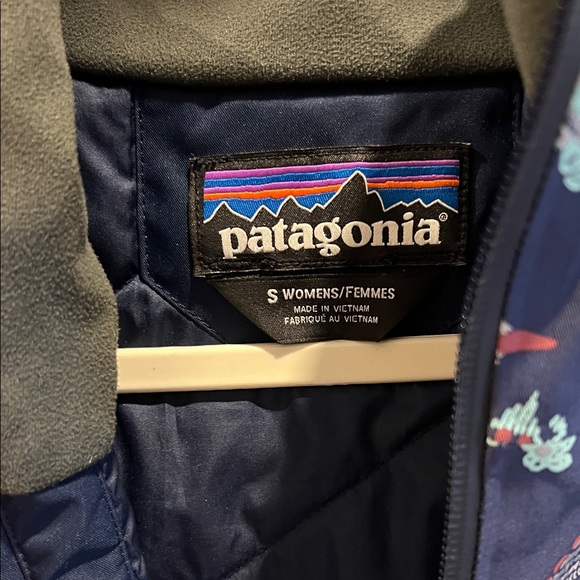 patagonia®
S WOMENS/FEMMES
MADE IN VIETNAM
FABRIQUÉ AU VIETNAM